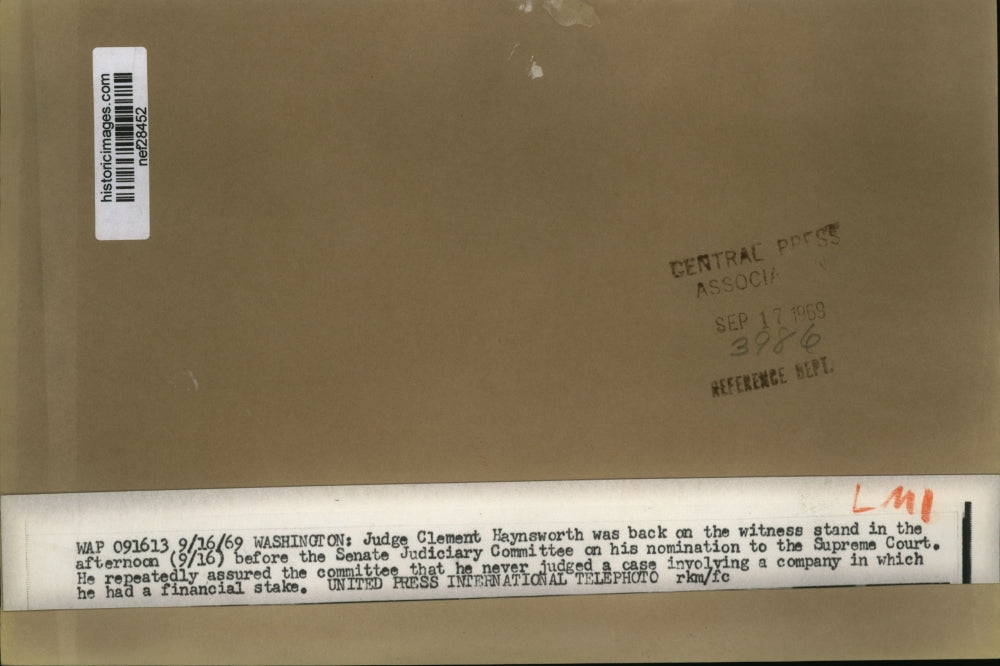 historicimages.com
nef28452
CENTRAL PRESS
SEP 17 1969
3986
REFERENCE DEPT.
L M1
WAP 091613 9/16/69 WASHINGTON: Judge Clement Haynsworth was back on the witness stand in the
afternoon (9/16) before the Senate Judiciary Committee on his nomination to the Supreme Court.
He repeatedly assured the committee that he never judged a case involving a company in which
he had a financial stake. UNITED PRESS INTERNATIONAL TELEPHOTO rkm/fc